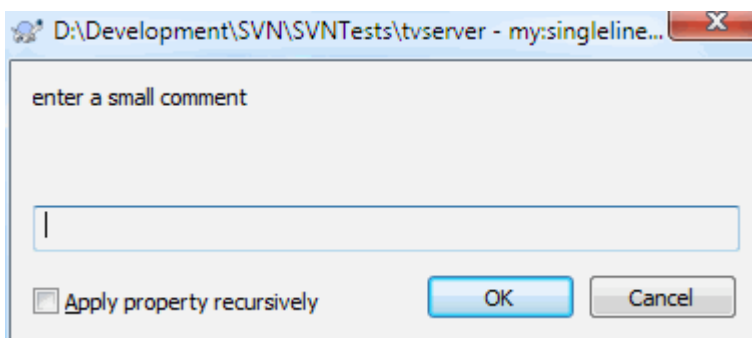 D:\Development\SVN\SVNTests\tvserver - my:singleline...
enter a small comment
Apply property recursively
OK
Cancel